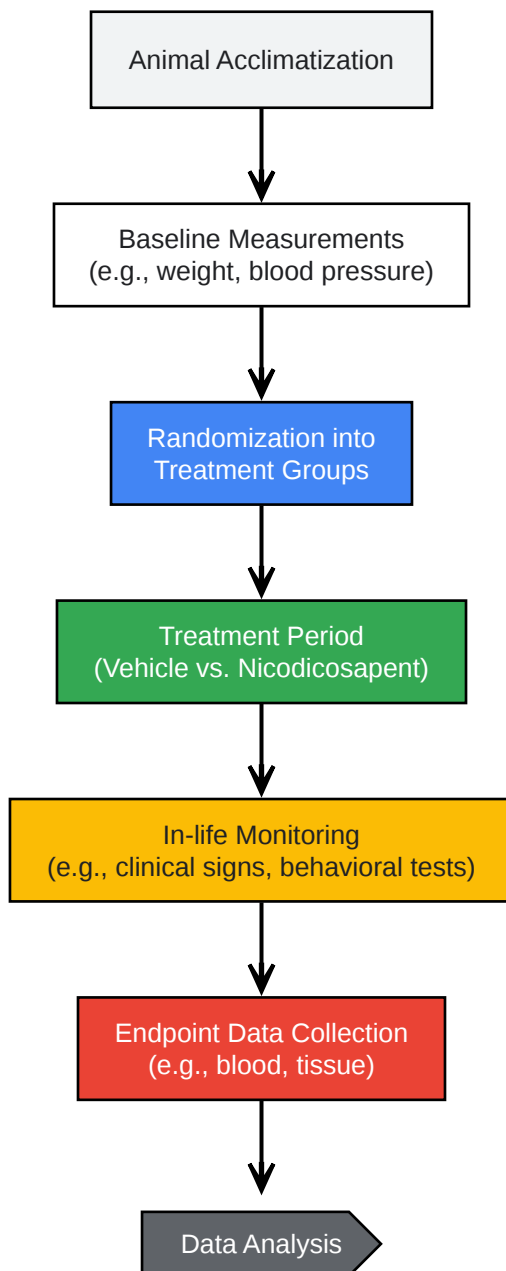 Animal Acclimatization
Baseline Measurements
(e.g., weight, blood pressure)
Randomization into
Treatment Groups
Treatment Period
(Vehicle vs. Nicodicosapent)
In-life Monitoring
(e.g., clinical signs, behavioral tests)
Endpoint Data Collection
(e.g., blood, tissue)
Data Analysis